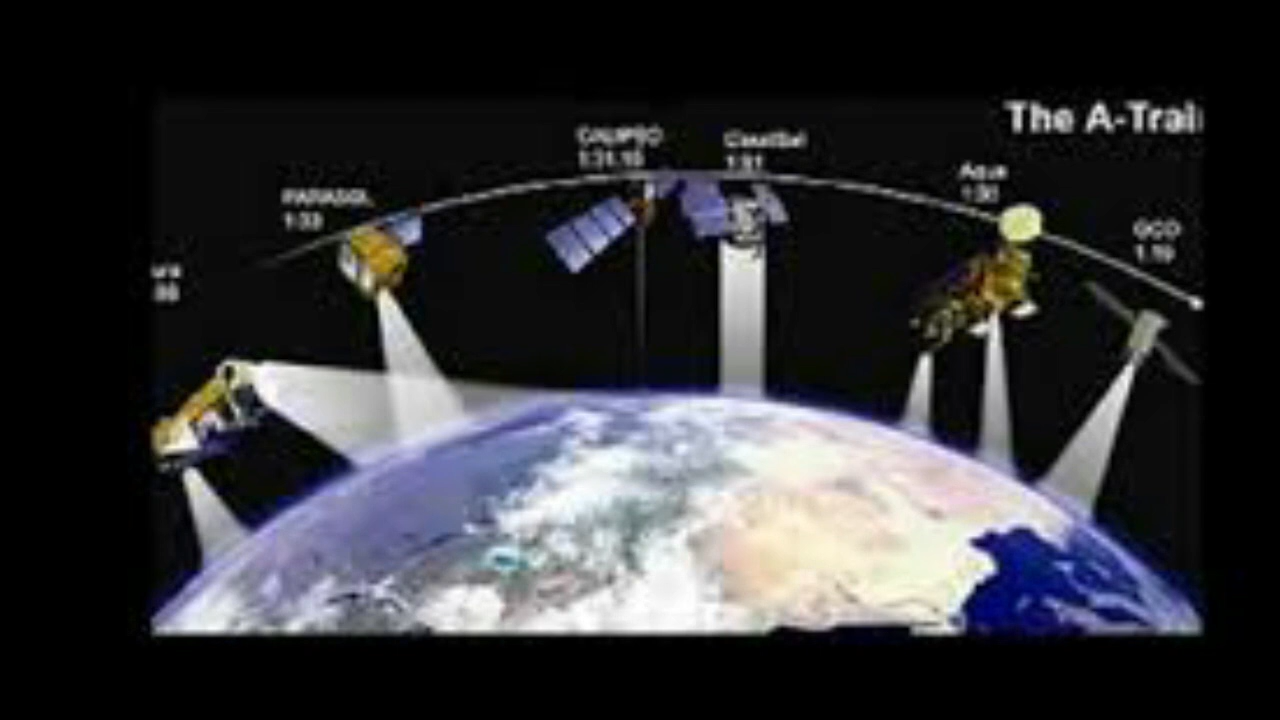 The A-Trai
CALIPSO
1:31:15
CloudSat
1:31
Aqua
1:30
PARASOL
1:33
OCO
1:15